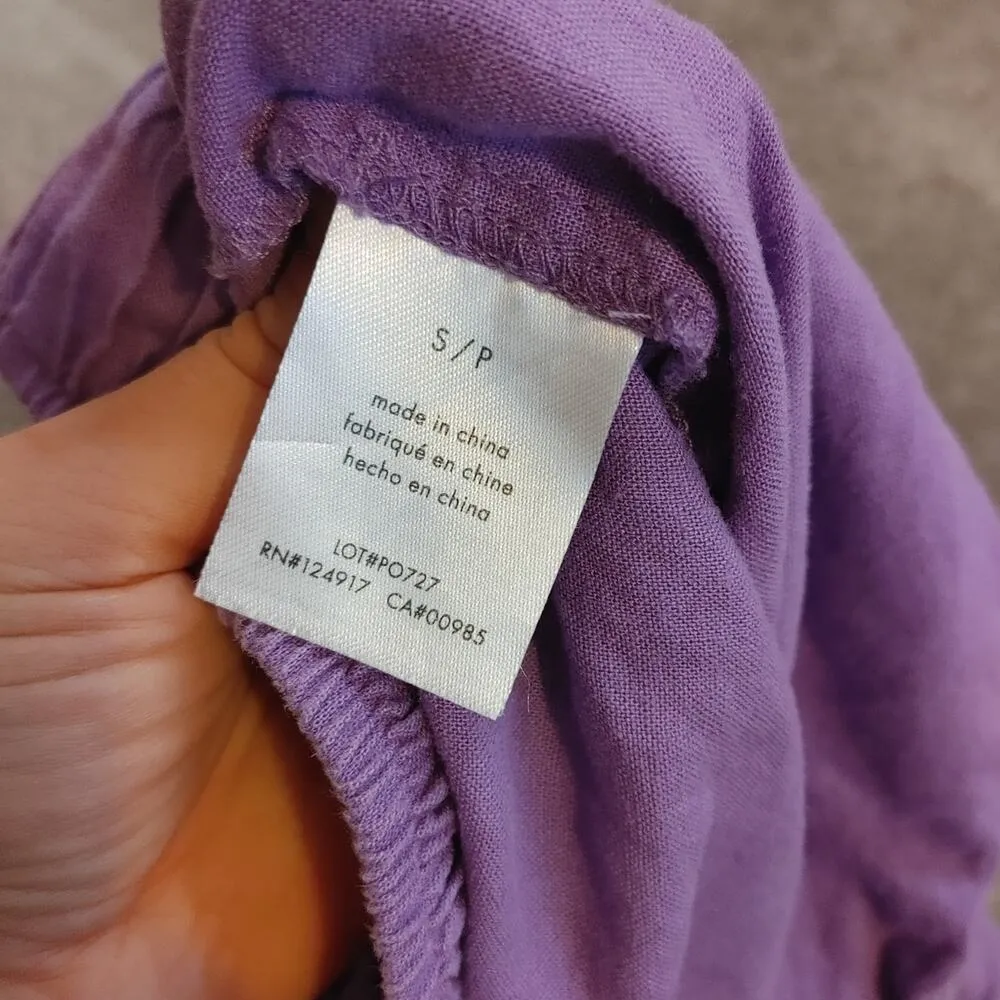 S/P
made in china
fabriqué en chine
hecho en china
LOT#PO727
RN#124917 CA#00985